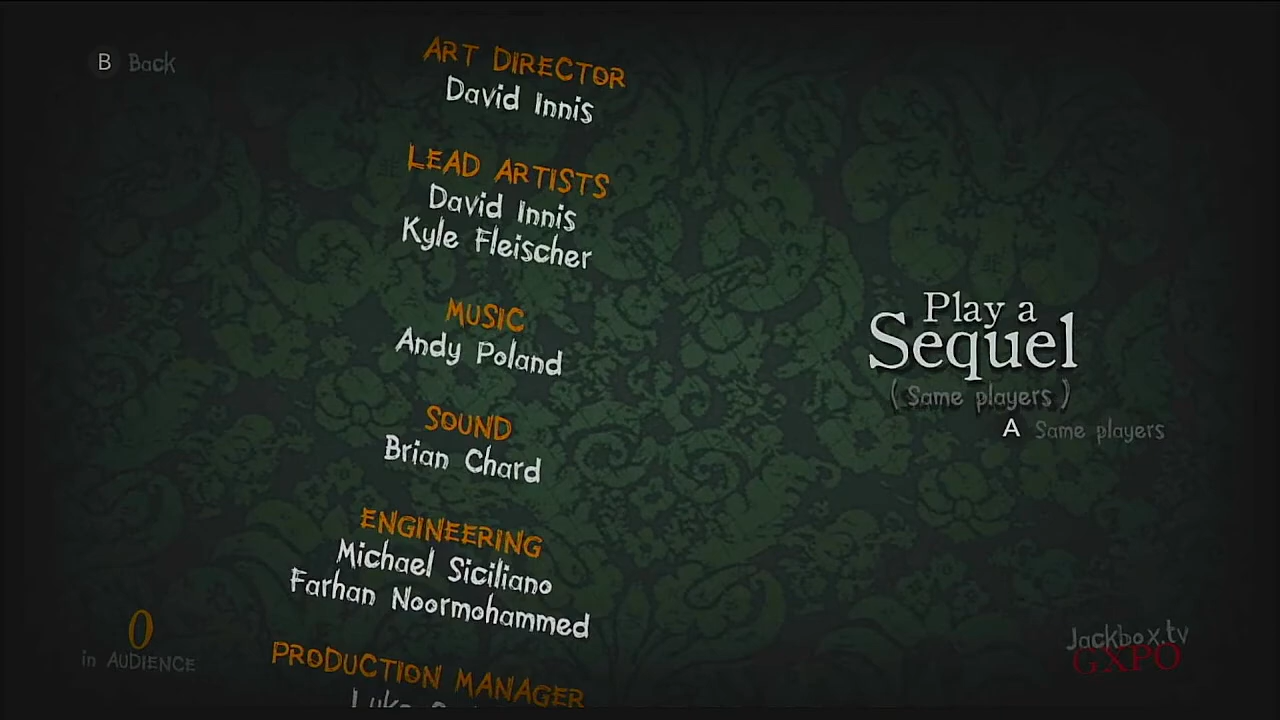 B Back
ART DIRECTOR
David Innis
LEAD ARTISTS
David Innis
Kyle Fleischer
MUSIC
Andy Poland
SOUND
Brian Chard
ENGINEERING
Michael Siciliano
Farhan Noormohammed
PRODUCTION MANAGER
Luke
Play a
Sequel
(Same players)
A Same players
0
in AUDIENCE
Jackbox.tv
GXPO